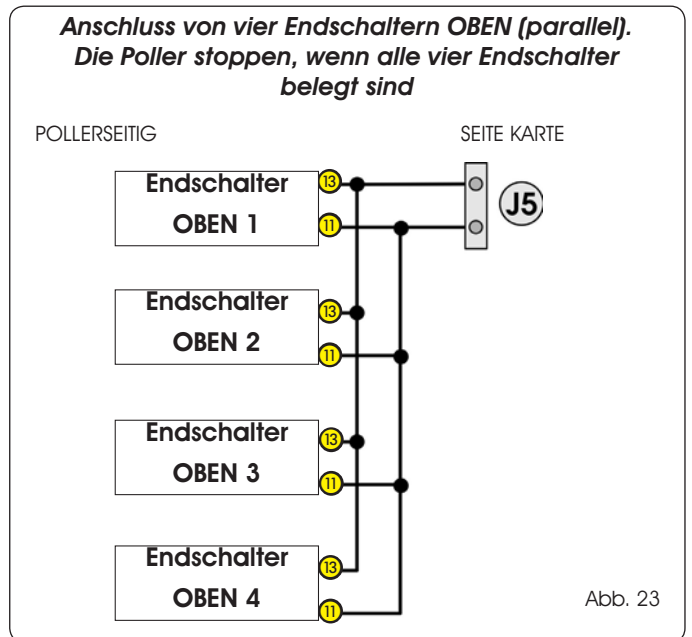 Anschluss von vier Endschaltern OBEN (parallel).
Die Poller stoppen, wenn alle vier Endschalter
belegt sind
POLLERSEITIG
SEITE KARTE
Endschalter
OBEN 1
13
11
J5
Endschalter
OBEN 2
13
11
Endschalter
OBEN 3
13
11
Endschalter
OBEN 4
13
11
Abb. 23